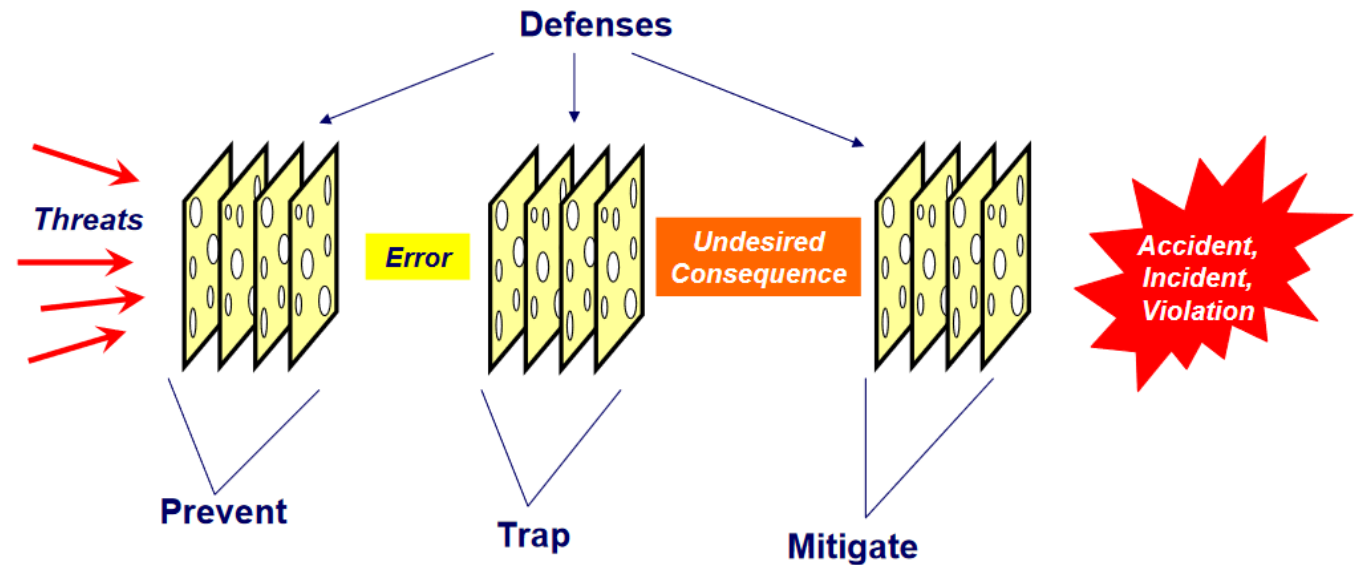 Defenses
Threats
Error
Undesired
Consequence
Accident,
Incident,
Violation
Prevent
Trap
Mitigate